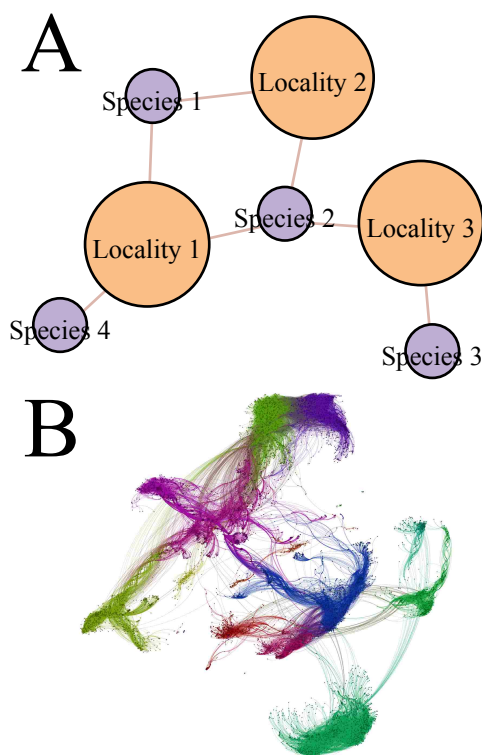 A
Locality 2
Species 1
Species 2
Locality 3
Locality 1
Species 4
Species 3
B